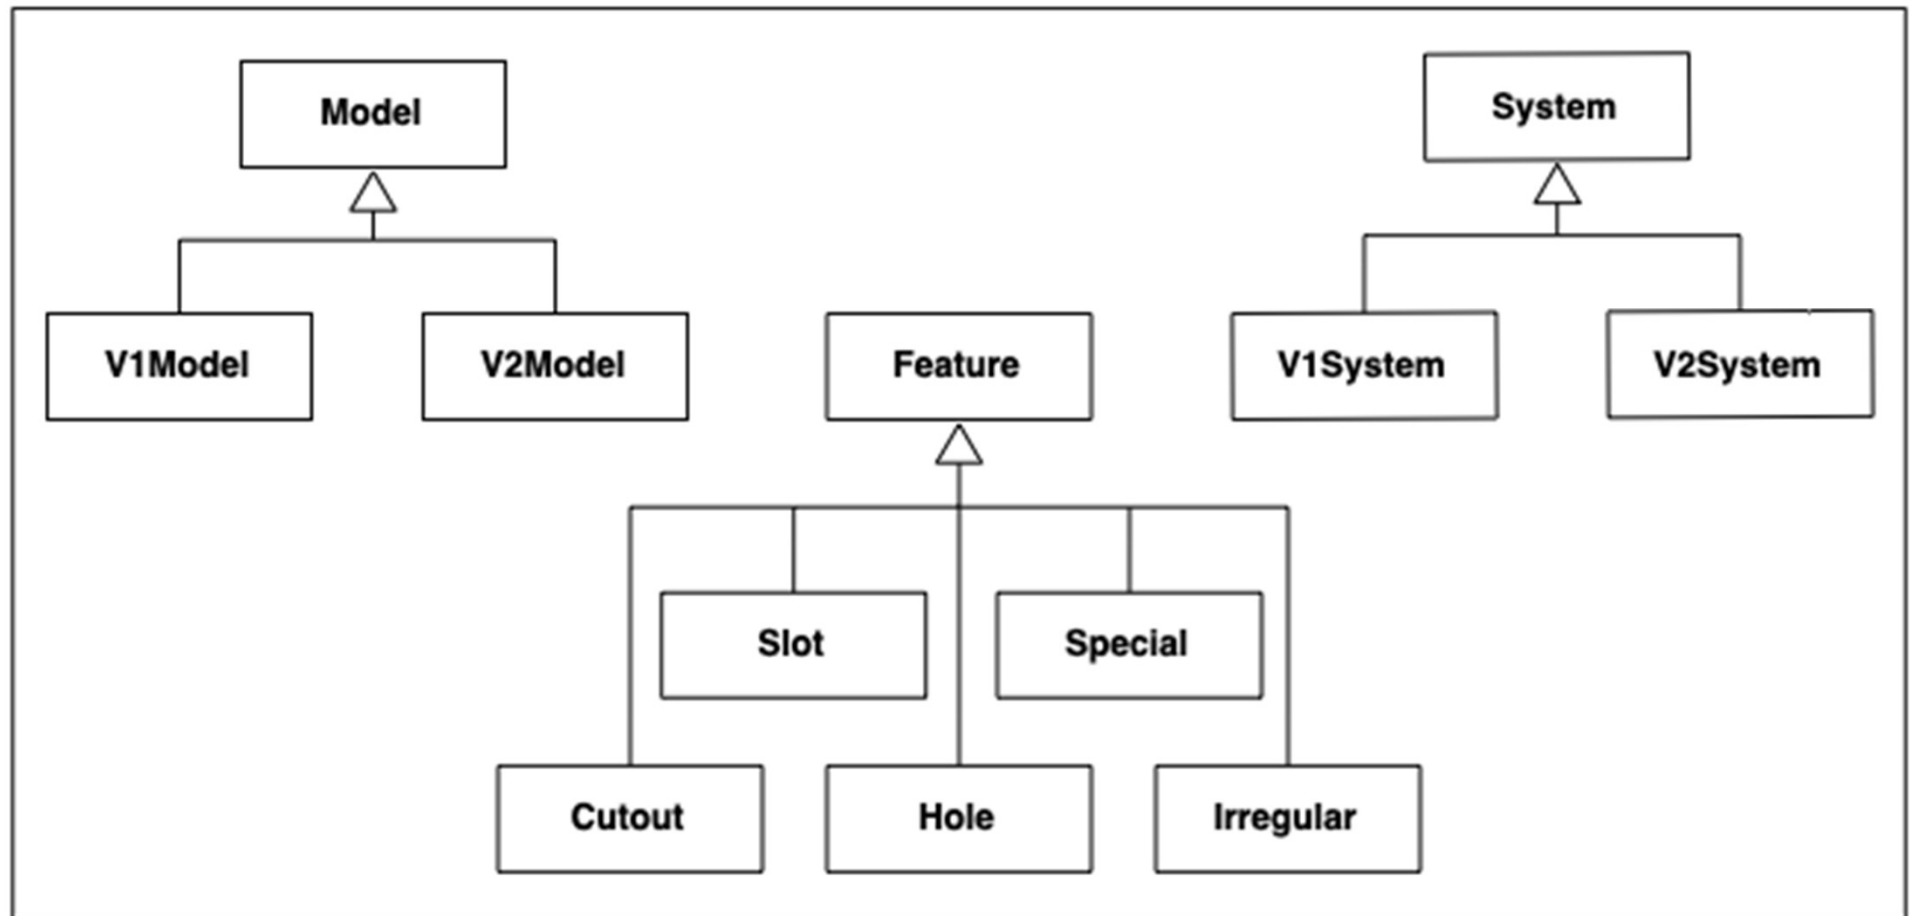 Model
System
V1Model
V2Model
Feature
V1System
V2System
Slot
Special
Cutout
Hole
Irregular